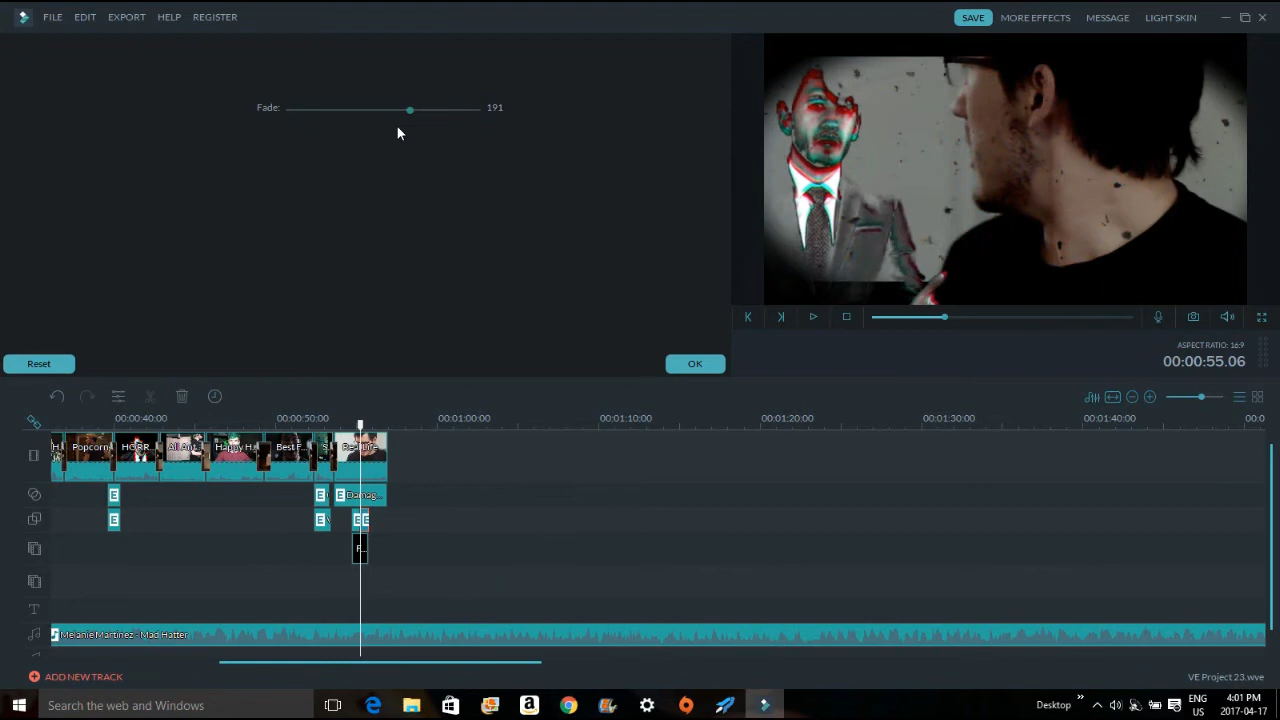 FILE EDIT EXPORT HELP REGISTER SAVE MORE EFFECTS MESSAGE LIGHT SKIN
Fade: 191
Reset OK
ASPECT RATIO: 16:9
00:00:55.06
00:00:40:00 00:00:50:00 00:01:00:00 00:01:10:00 00:01:20:00 00:01:30:00 00:01:40:00 00:0
H Popcorn HORR... All Ar... Happy H... Best F... S Real Life
E E E Damag...
E E E E
F...
T
Melanie Martinez - Mad Hatter
ADD NEW TRACK VE Project 23.wve
Search the web and Windows Desktop ENG 4:01 PM
US 2017-04-17